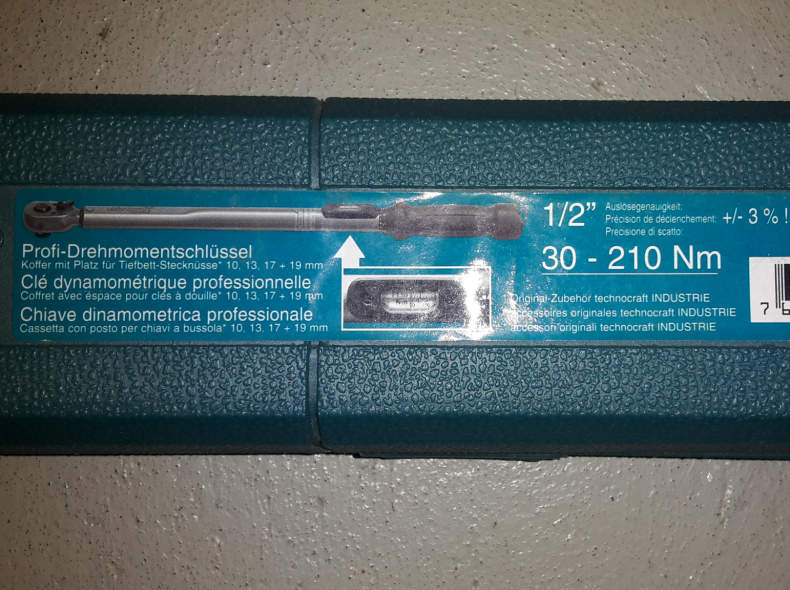 Profi-Drehmomentschlüssel
Koffer mit Platz für Tiefbett-Stecknüsse* 10, 13, 17 + 19 mm
Clé dynamométrique professionnelle
Coffret avec éspace pour clés à douille* 10, 13, 17 + 19 mm
Chiave dinamometrica professionale
Cassetta con posto per chiavi a bussola* 10, 13, 17 + 19 mm
1/2”
Auslösegenauigkeit:
Précision de déclenchement: +/- 3 % !
Precisione di scatto:
30 - 210 Nm
Original-Zubehör technocraft INDUSTRIE
accessoires originales technocraft INDUSTRIE
accessori originali technocraft INDUSTRIE
7